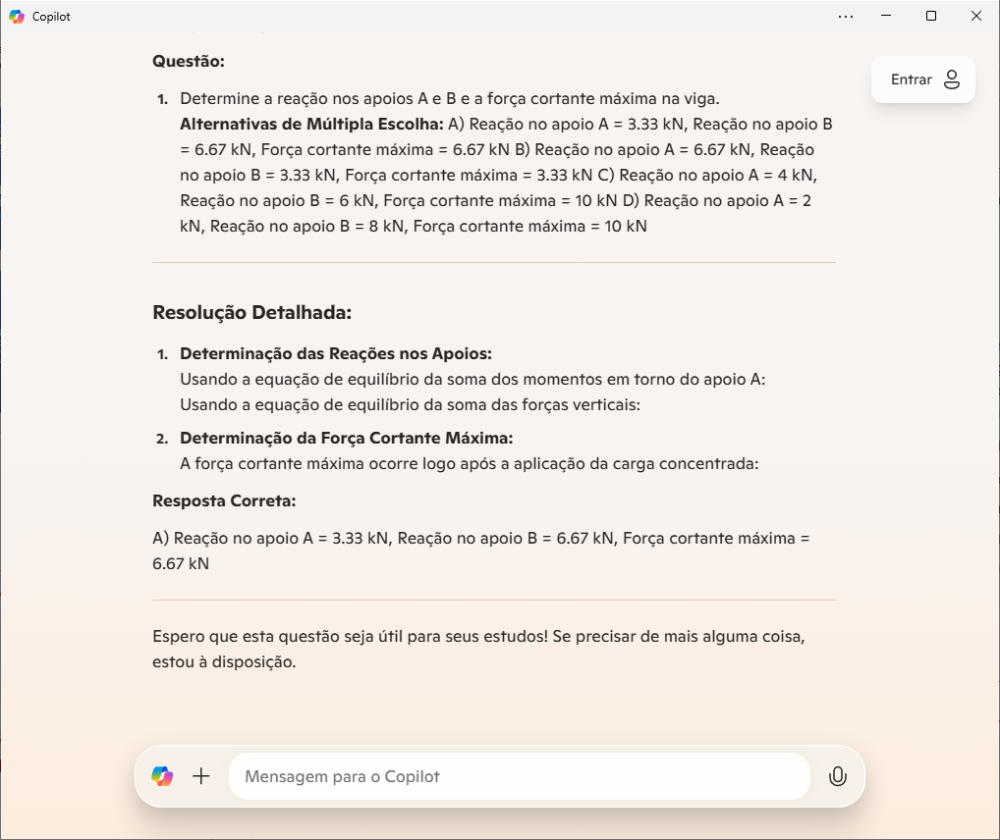 Copilot
Entrar
Questão:
1. Determine a reação nos apoios A e B e a força cortante máxima na viga.
Alternativas de Múltipla Escolha: A) Reação no apoio A = 3.33 kN, Reação no apoio B
= 6.67 kN, Força cortante máxima = 6.67 kN B) Reação no apoio A = 6.67 kN, Reação
no apoio B = 3.33 kN, Força cortante máxima = 3.33 kN C) Reação no apoio A = 4 kN,
Reação no apoio B = 6 kN, Força cortante máxima = 10 kN D) Reação no apoio A = 2
kN, Reação no apoio B = 8 kN, Força cortante máxima = 10 kN
Resolução Detalhada:
1. Determinação das Reações nos Apoios:
Usando a equação de equilíbrio da soma dos momentos em torno do apoio A:
Usando a equação de equilíbrio da soma das forças verticais:
2. Determinação da Força Cortante Máxima:
A força cortante máxima ocorre logo após a aplicação da carga concentrada:
Resposta Correta:
A) Reação no apoio A = 3.33 kN, Reação no apoio B = 6.67 kN, Força cortante máxima =
6.67 kN
Espero que esta questão seja útil para seus estudos! Se precisar de mais alguma coisa,
estou à disposição.
Mensagem para o Copilot